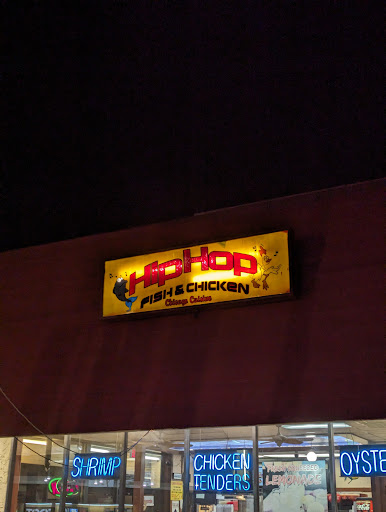 HipHop
FISH & CHICKEN
Chicago Cuisine
SHRIMP
CHICKEN
TENDERS
OYSTE
LEMONADE